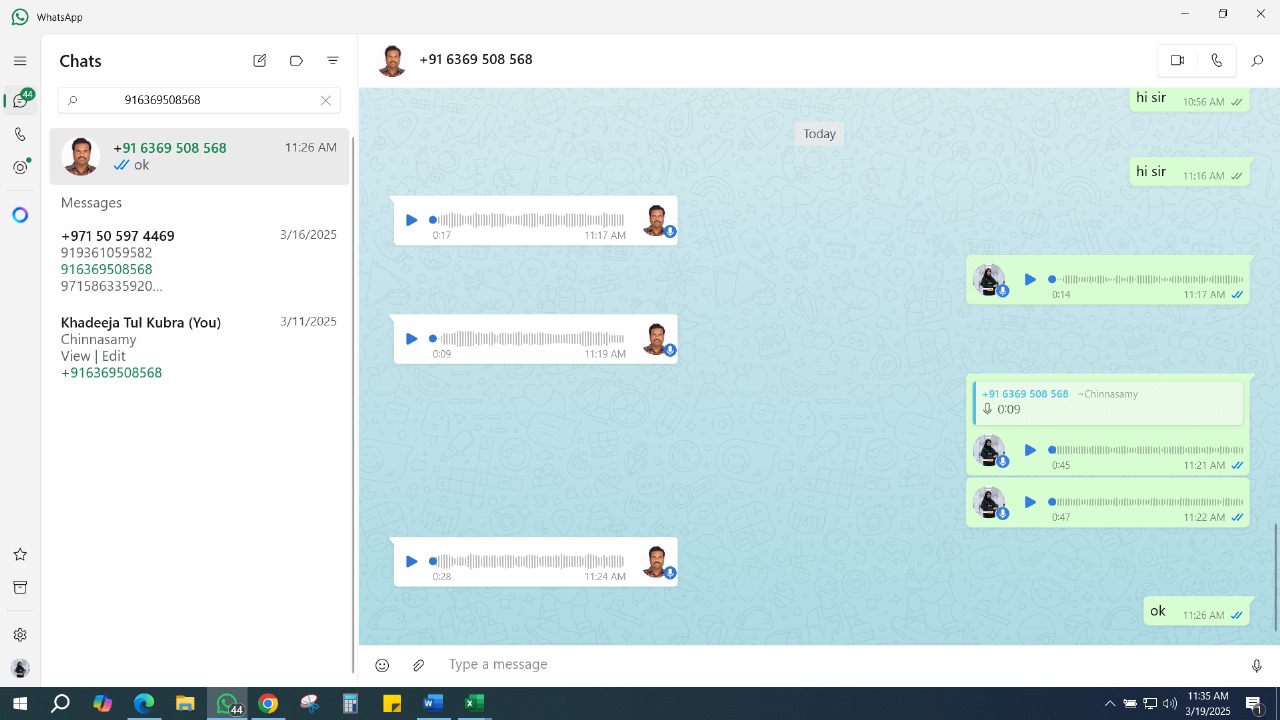 WhatsApp
Chats
44
916369508568
+91 6369 508 568
11:26 AM
ok
Messages
+971 50 597 4469
3/16/2025
919361059582
916369508568
971586335920...
Khadeeja Tul Kubra (You)
3/11/2025
Chinnasamy
View | Edit
+916369508568
+91 6369 508 568
hi sir 10:56 AM
Today
hi sir 11:16 AM
0:17 11:17 AM
0:14 11:17 AM
0:09 11:19 AM
+91 6369 508 568 ~Chinnasamy
0:09
0:45 11:21 AM
0:47 11:22 AM
0:28 11:24 AM
ok 11:26 AM
Type a message
44
11:35 AM
3/19/2025